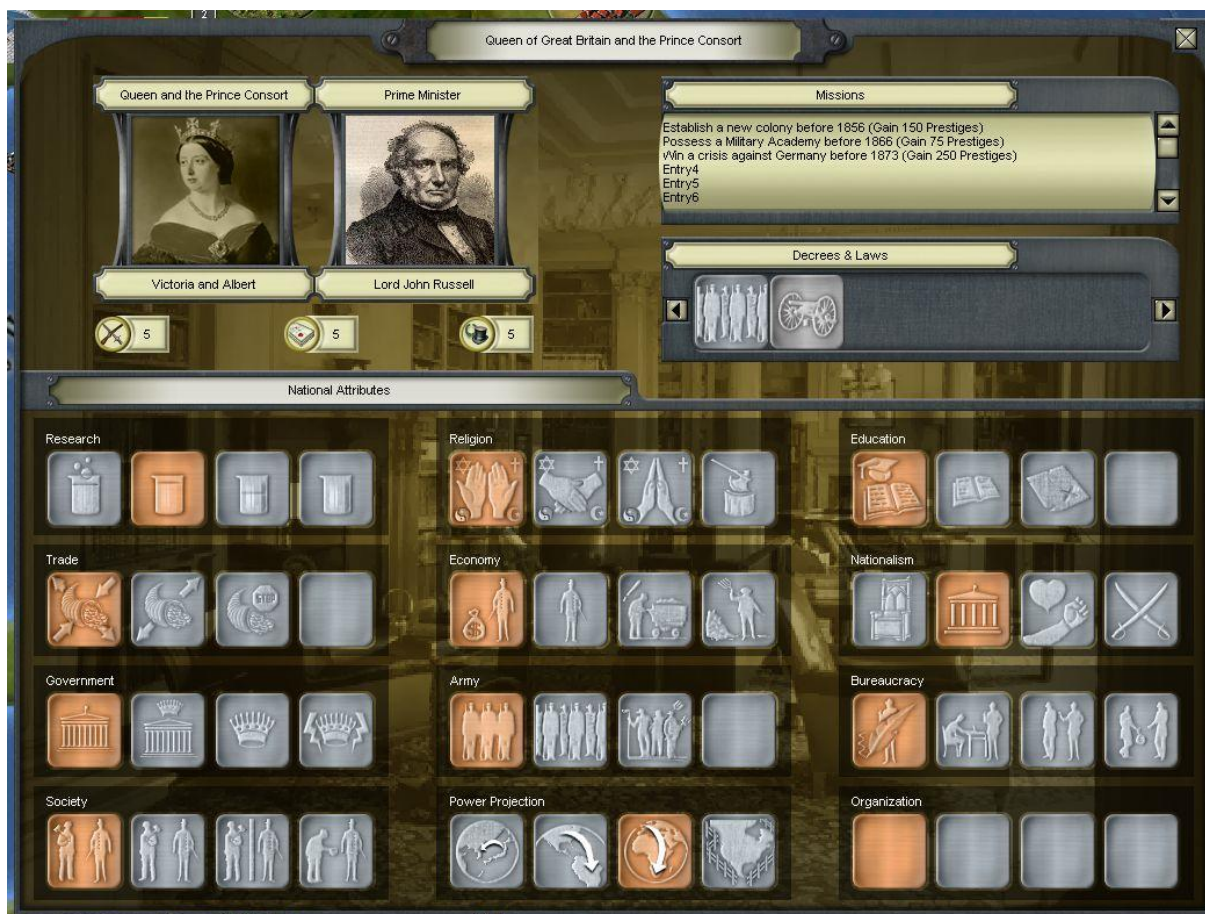 2
Queen of Great Britain and the Prince Consort
Queen and the Prince Consort
Prime Minister
Victoria and Albert
Lord John Russell
5
5
5
Missions
Establish a new colony before 1856 (Gain 150 Prestiges)
Possess a Military Academy before 1866 (Gain 75 Prestiges)
Win a crisis against Germany before 1873 (Gain 250 Prestiges)
Entry4
Entry5
Entry6
Decrees & Laws
National Attributes
Research
Religion
Education
Trade
STOP
Economy
$
Nationalism
Government
Army
Bureaucracy
Society
Power Projection
Organization